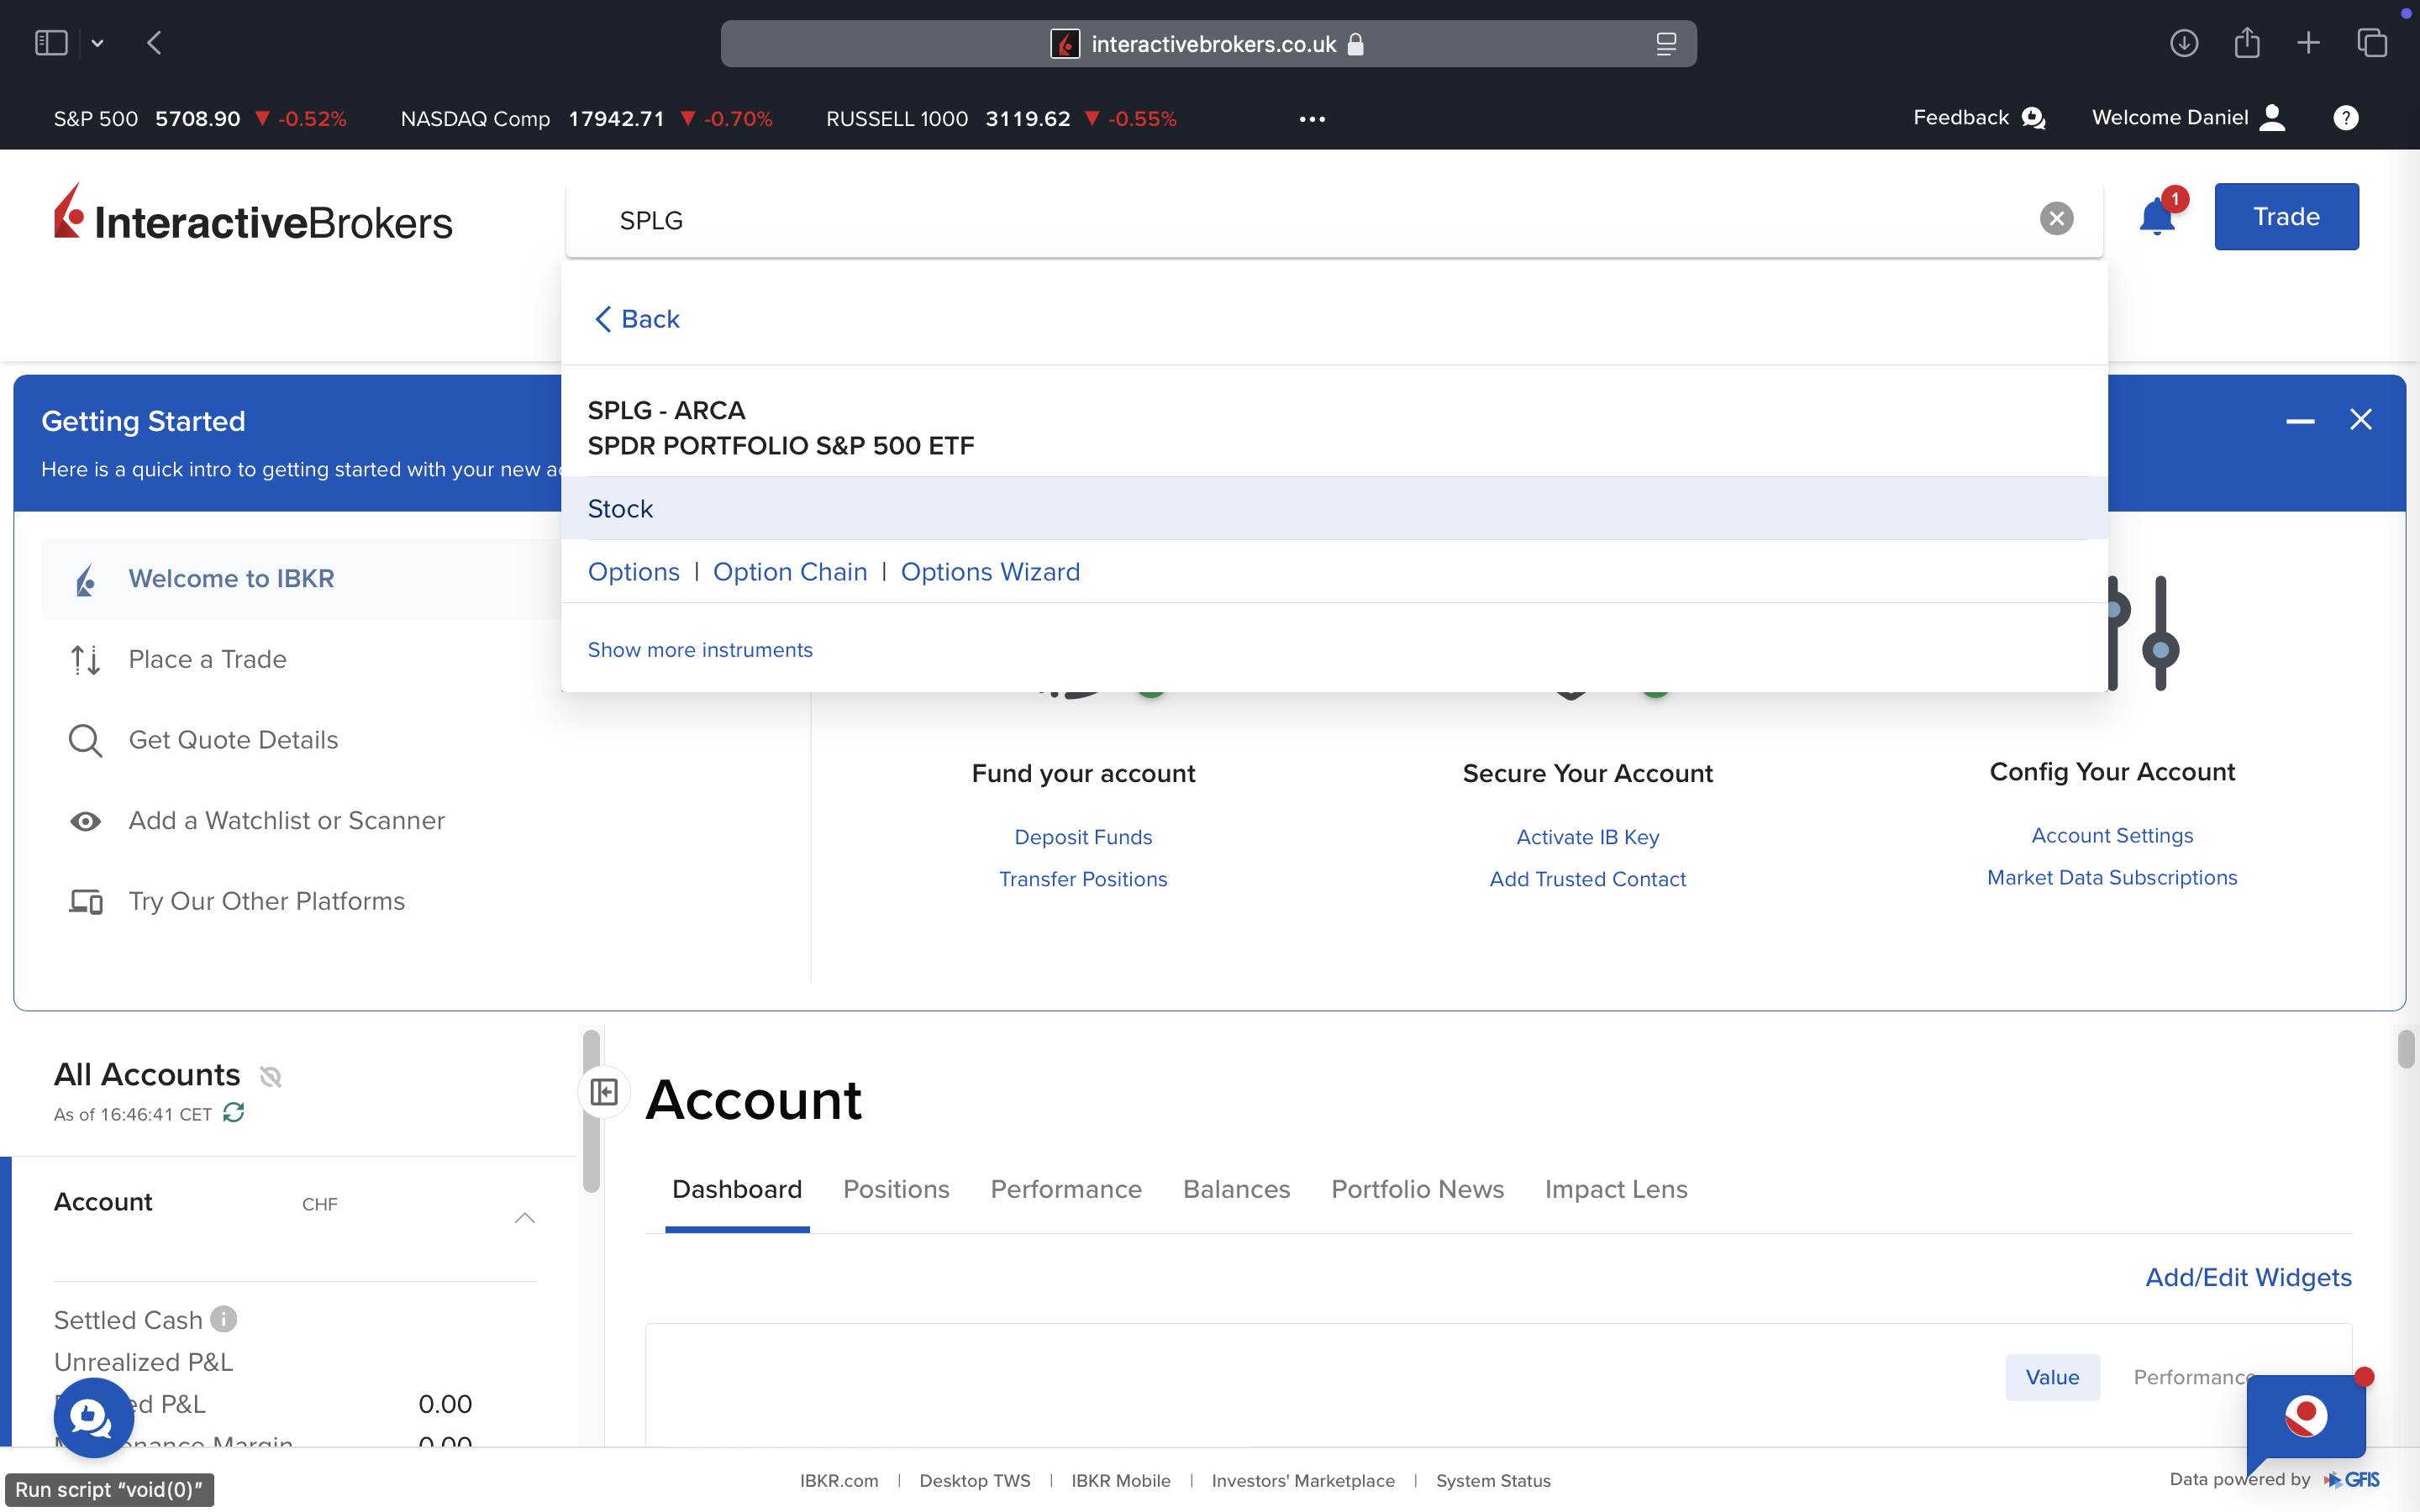 interactivebrokers.co.uk
S&P 500 5708.90 ▼ -0.52% NASDAQ Comp 17942.71 ▼ -0.70% RUSSELL 1000 3119.62 ▼ -0.55% ••• Feedback Welcome Daniel ?
InteractiveBrokers
SPLG
1
Trade
Back
SPLG - ARCA
SPDR PORTFOLIO S&P 500 ETF
Stock
Options | Option Chain | Options Wizard
Show more instruments
Getting Started
Here is a quick intro to getting started with your new
Welcome to IBKR
Place a Trade
Get Quote Details
Add a Watchlist or Scanner
Try Our Other Platforms
Fund your account
Deposit Funds
Transfer Positions
Secure Your Account
Activate IB Key
Add Trusted Contact
Config Your Account
Account Settings
Market Data Subscriptions
All Accounts
As of 16:46:41 CET
Account CHF
Settled Cash i
Unrealized P&L
ed P&L 0.00
Margin 0.00
Account
Dashboard Positions Performance Balances Portfolio News Impact Lens
Add/Edit Widgets
Value Performance
IBKR.com | Desktop TWS | IBKR Mobile | Investors' Marketplace | System Status
Data powered by GFIS
Run script “void(0)”